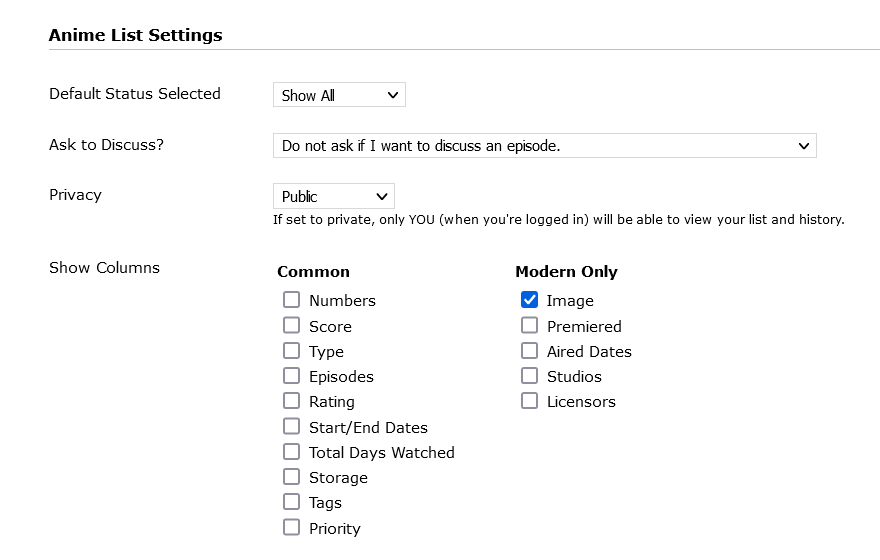 Anime List Settings
Default Status Selected
Show All
Ask to Discuss?
Do not ask if I want to discuss an episode.
Privacy
Public
If set to private, only YOU (when you're logged in) will be able to view your list and history.
Show Columns
Common
Numbers
Score
Type
Episodes
Rating
Start/End Dates
Total Days Watched
Storage
Tags
Priority
Modern Only
Image
Premiered
Aired Dates
Studios
Licensors